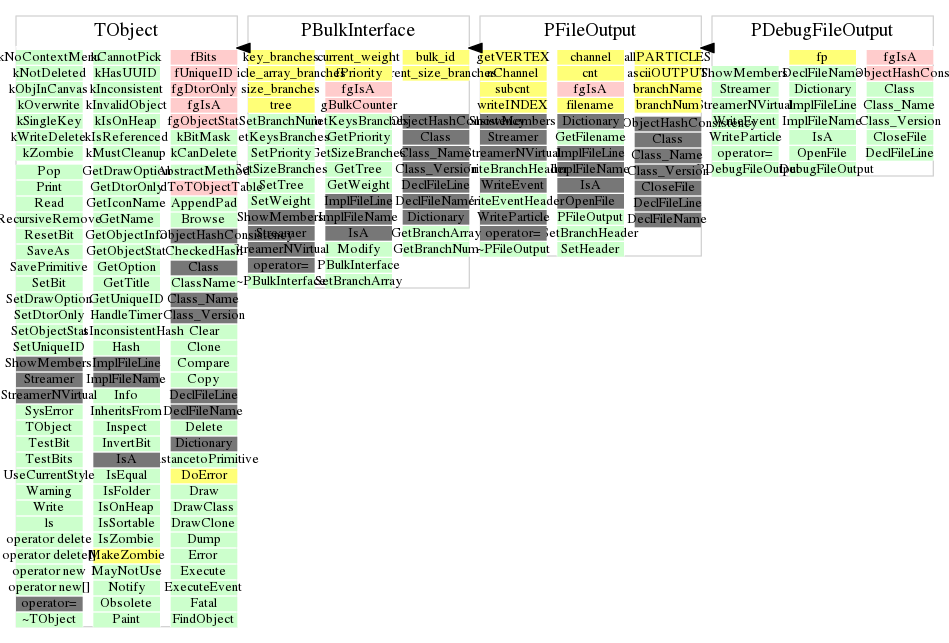 TObject
kNoContextMenu kCannotPick fBits
kNotDeleted kHasUUID fUniqueID
kObjInCanvas kInconsistent fgDtorOnly
kOverwrite kInvalidObject fgIsA
kSingleKey kIsOnHeap fgObjectStat
kWriteDelete kIsReferenced kBitMask
kZombie kMustCleanup kCanDelete
Pop GetDrawOption AbstractMethod
Print GetDtorOnly
Read GetIconName AppendPad
RecursiveRemove GetName Browse
ResetBit GetObjectInfo ObjectHashConsistency
SaveAs GetObjectStat CheckedHash
SavePrimitive GetOption Class
SetBit GetTitle ClassName
SetDrawOption GetUniqueID Class_Name
SetDtorOnly HandleTimer Class_Version
SetObjectStat sInconsistentHash Clear
SetUniqueID Hash Clone
ShowMembers ImplFileLine Compare
Streamer ImplFileName Copy
StreamerNVirtual Info DeclFileLine
SysError InheritsFrom DeclFileName
TObject Inspect Delete
TestBit InvertBit Dictionary
TestBits IsA stancetoPrimitive
UseCurrentStyle IsEqual DoError
Warning IsFolder Draw
Write IsOnHeap DrawClass
ls IsSortable DrawClone
operator delete IsZombie Dump
operator delete[] MakeZombie Error
operator new MayNotUse Execute
operator new[] Notify ExecuteEvent
operator= Obsolete Fatal
~TObject Paint FindObject
PBulkInterface
key_branches current_weight bulk_id
fPriority
size_branches fgIsA
tree gBulkCounter
SetBranchNum GetKeysBranches ObjectHashConsistency
SetKeysBranches GetPriority Class
SetPriority GetSizeBranches Class_Name
SetSizeBranches GetTree Class_Version
SetTree GetWeight DeclFileLine
SetWeight ImplFileLine DeclFileName
ShowMembers ImplFileName Dictionary
Streamer IsA GetBranchArray
StreamerNVirtual Modify GetBranchNum
operator= PBulkInterface
~PBulkInterface SetBranchArray
PFileOutput
getVERTEX channel allPARTICLES
nChannel cnt asciiOUTPUT
subcnt fgIsA branchName
writeINDEX filename branchNum
ShowMembers Dictionary ObjectHashConsistency
Streamer GetFilename Class
StreamerNVirtual ImplFileLine Class_Name
WriteBranchHeader ImplFileName Class_Version
WriteEvent IsA CloseFile
WriteEventHeader OpenFile DeclFileLine
WriteParticle PFileOutput DeclFileName
operator= SetBranchHeader
~PFileOutput SetHeader
PDebugFileOutput
fp fgIsA
ShowMembers DeclFileName ObjectHashCons
Streamer Dictionary Class
StreamerNVirtual ImplFileLine Class_Name
WriteEvent ImplFileName Class_Version
WriteParticle IsA CloseFile
operator= OpenFile DeclFileLine
PDebugFileOutput